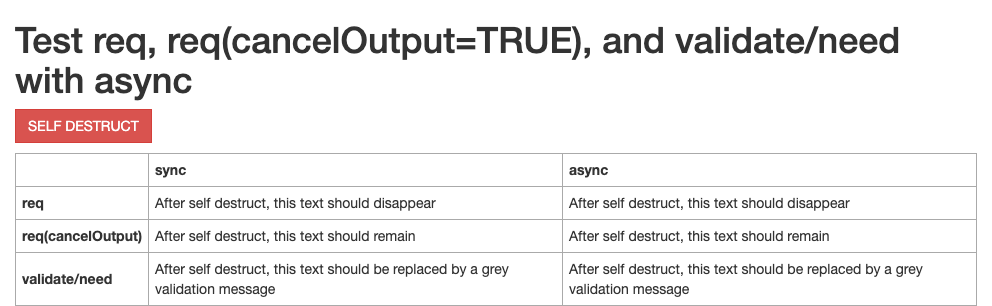 Test req, req(cancelOutput=TRUE), and validate/need
with async
SELF DESTRUCT
sync async
req After self destruct, this text should disappear After self destruct, this text should disappear
req(cancelOutput) After self destruct, this text should remain After self destruct, this text should remain
validate/need After self destruct, this text should be replaced by a grey validation message After self destruct, this text should be replaced by a grey validation message